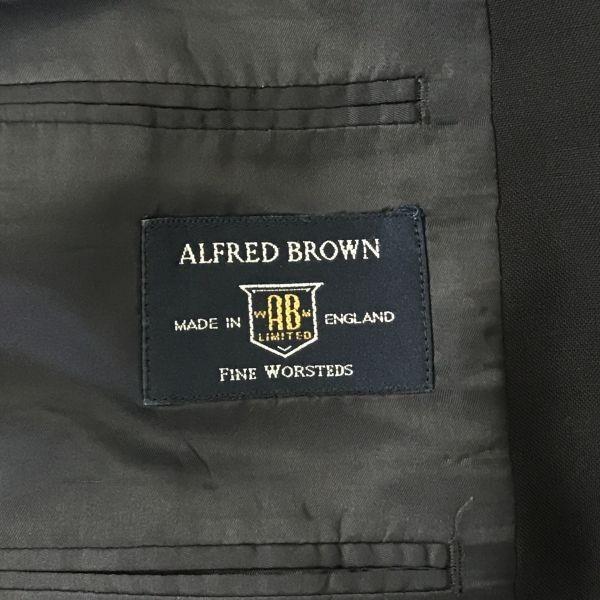 ALFRED BROWN
W AB M
LIMITED
MADE IN ENGLAND
FINE WORSTEDS